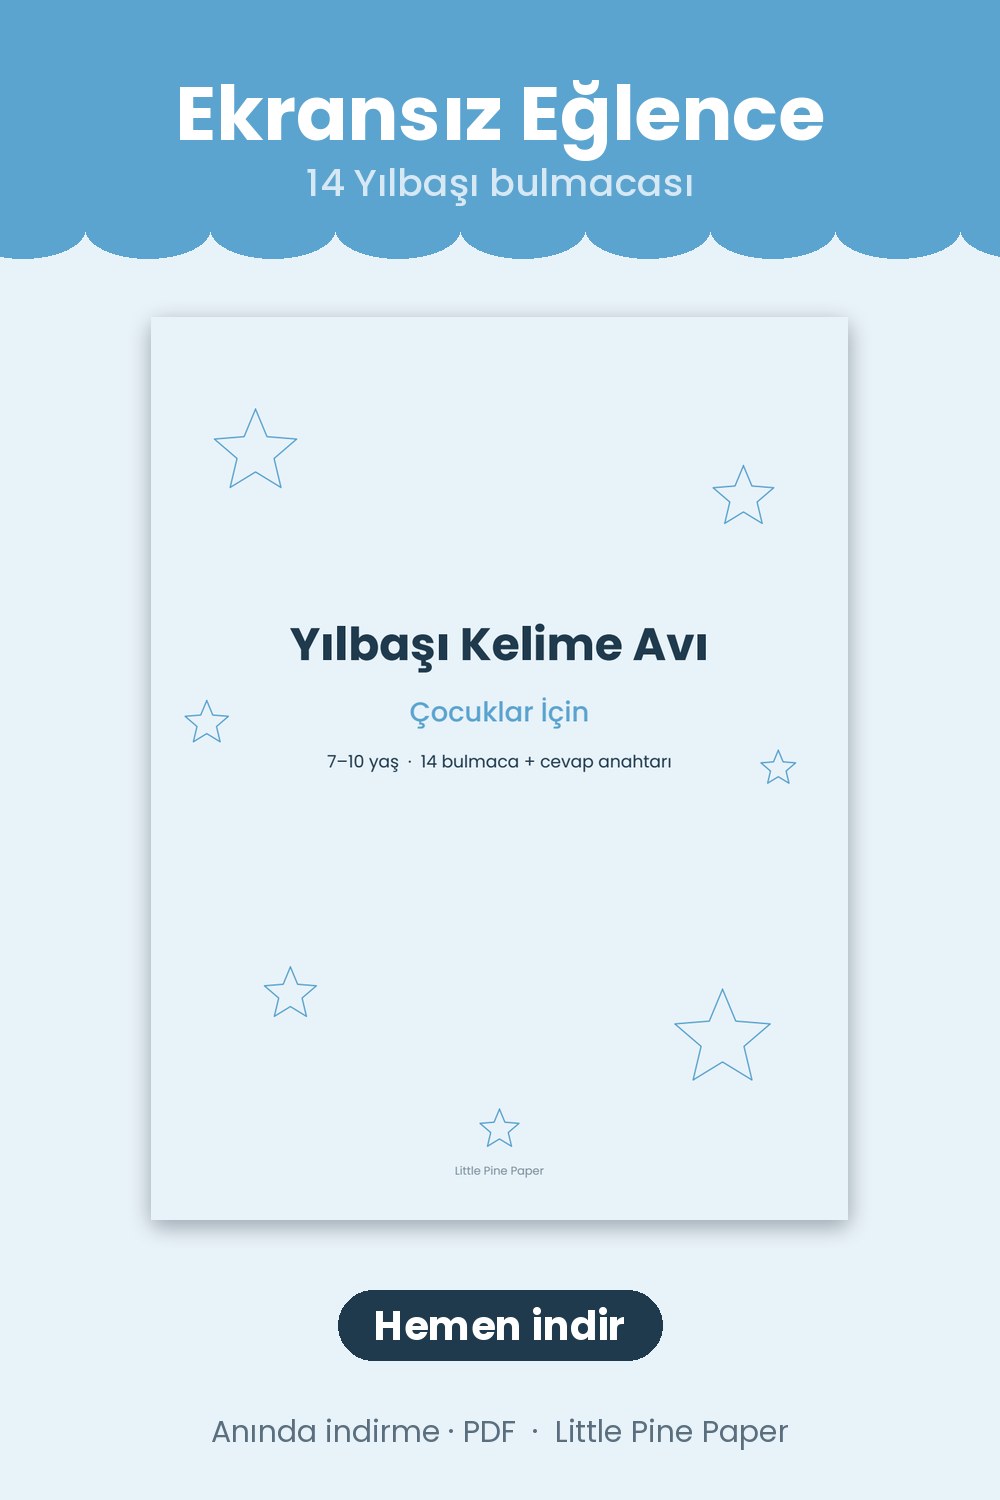 Ekransız Eğlence
14 Yılbaşı bulmacası
Yılbaşı Kelime Avı
Çocuklar İçin
7–10 yaş · 14 bulmaca + cevap anahtarı
Little Pine Paper
Hemen indir
Anında indirme · PDF · Little Pine Paper